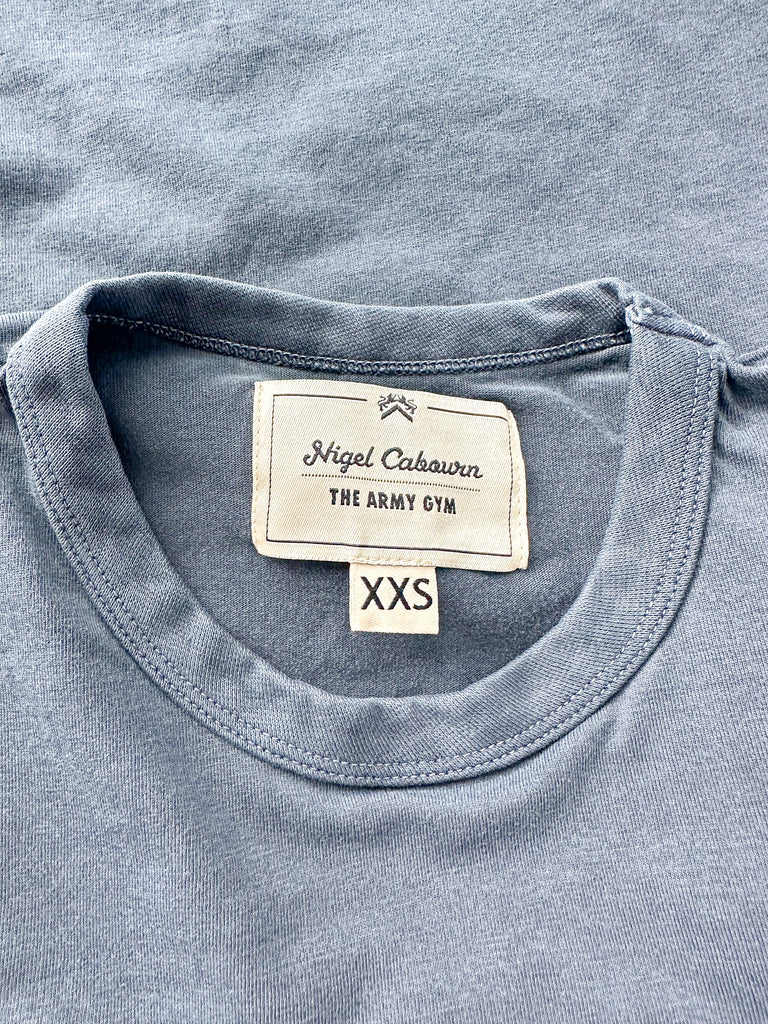 Nigel Cabourn
THE ARMY GYM
XXS